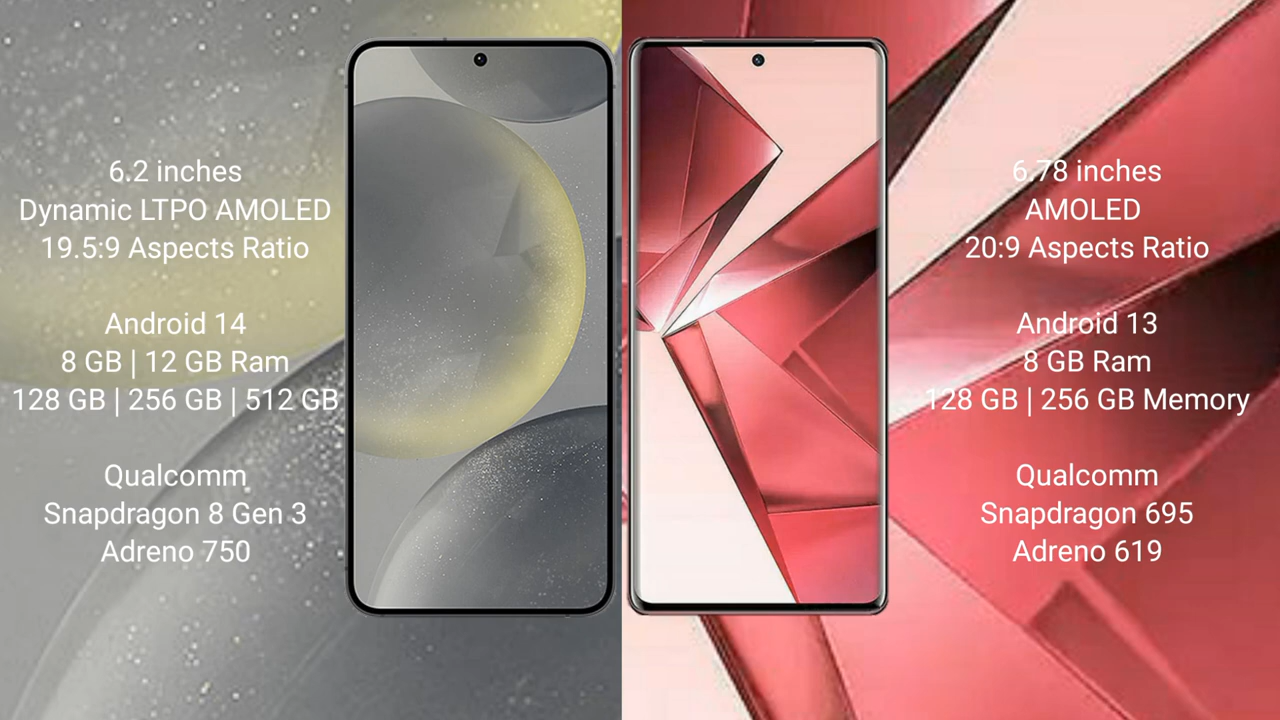 6.2 inches
Dynamic LTPO AMOLED
19.5:9 Aspects Ratio
Android 14
8 GB | 12 GB Ram
128 GB | 256 GB | 512 GB
Qualcomm
Snapdragon 8 Gen 3
Adreno 750
6.78 inches
AMOLED
20:9 Aspects Ratio
Android 13
8 GB Ram
128 GB | 256 GB Memory
Qualcomm
Snapdragon 695
Adreno 619